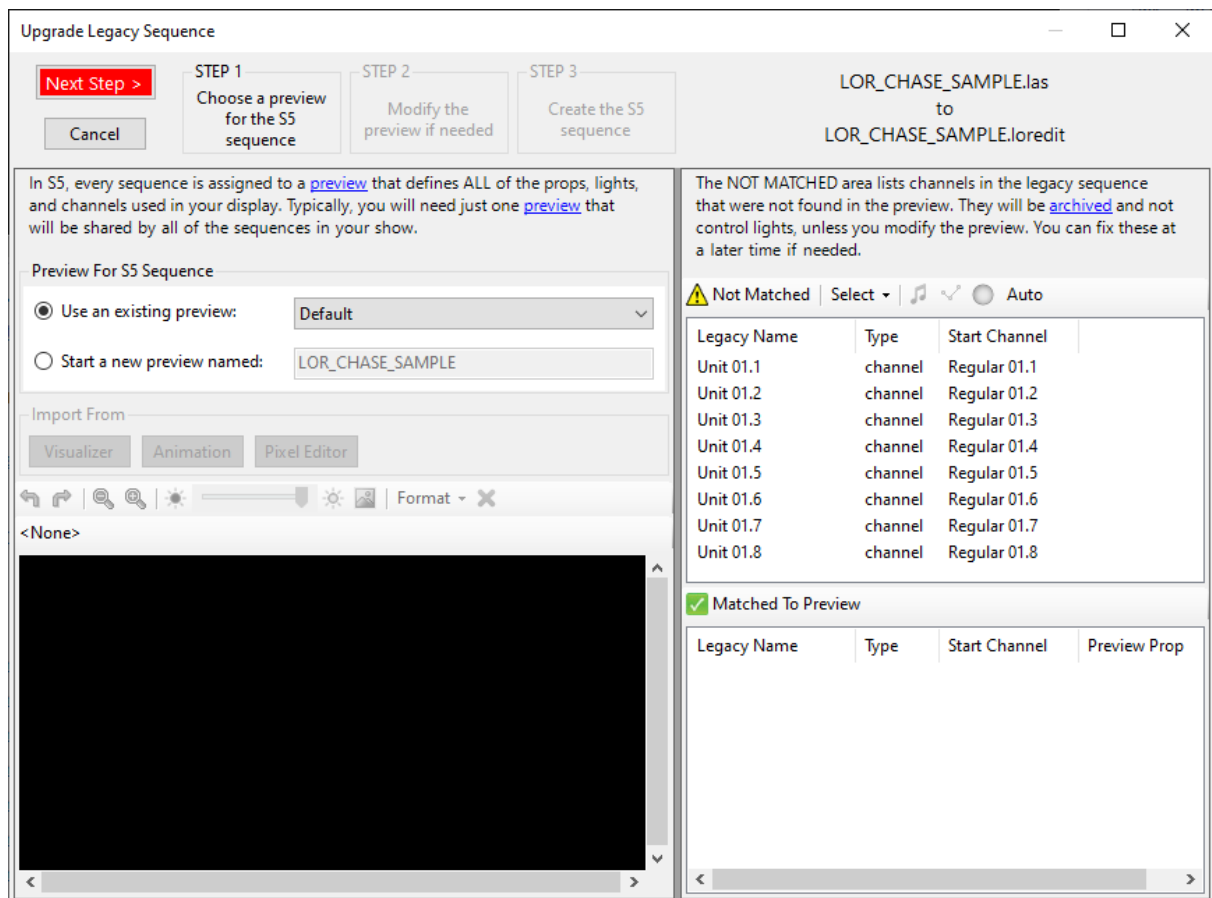 Upgrade Legacy Sequence
Next Step >
Cancel
STEP 1
Choose a preview
for the S5
sequence
STEP 2
Modify the
preview if needed
STEP 3
Create the S5
sequence
LOR_CHASE_SAMPLE.las
to
LOR_CHASE_SAMPLE.loredit
In S5, every sequence is assigned to a preview that defines ALL of the props, lights,
and channels used in your display. Typically, you will need just one preview that
will be shared by all of the sequences in your show.
Preview For S5 Sequence
Use an existing preview: Default
Start a new preview named: LOR_CHASE_SAMPLE
Import From
Visualizer Animation Pixel Editor
Format
<None>
The NOT MATCHED area lists channels in the legacy sequence
that were not found in the preview. They will be archived and not
control lights, unless you modify the preview. You can fix these at
a later time if needed.
Not Matched Select Auto
Legacy Name Type Start Channel
Unit 01.1 channel Regular 01.1
Unit 01.2 channel Regular 01.2
Unit 01.3 channel Regular 01.3
Unit 01.4 channel Regular 01.4
Unit 01.5 channel Regular 01.5
Unit 01.6 channel Regular 01.6
Unit 01.7 channel Regular 01.7
Unit 01.8 channel Regular 01.8
Matched To Preview
Legacy Name Type Start Channel Preview Prop